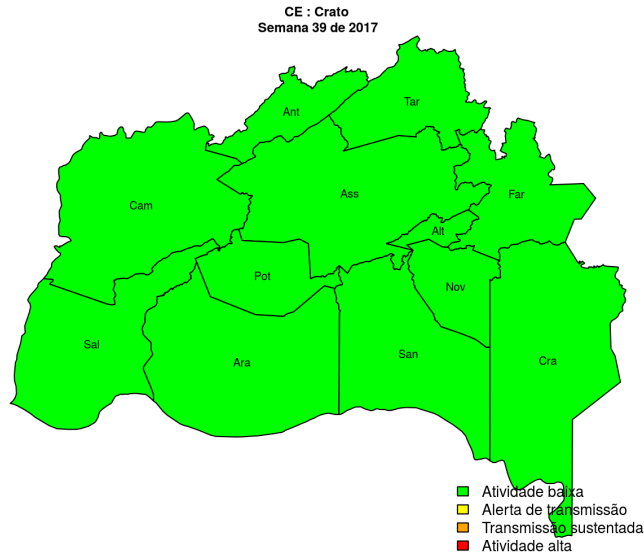 CE : Crato
Semana 39 de 2017
Tar
Ant
Ass
Far
Cam
Alt
Pot
Nov
Sal
San
Ara
Cra
Atividade baixa
Alerta de transmissão
Transmissão sustentada
Atividade alta